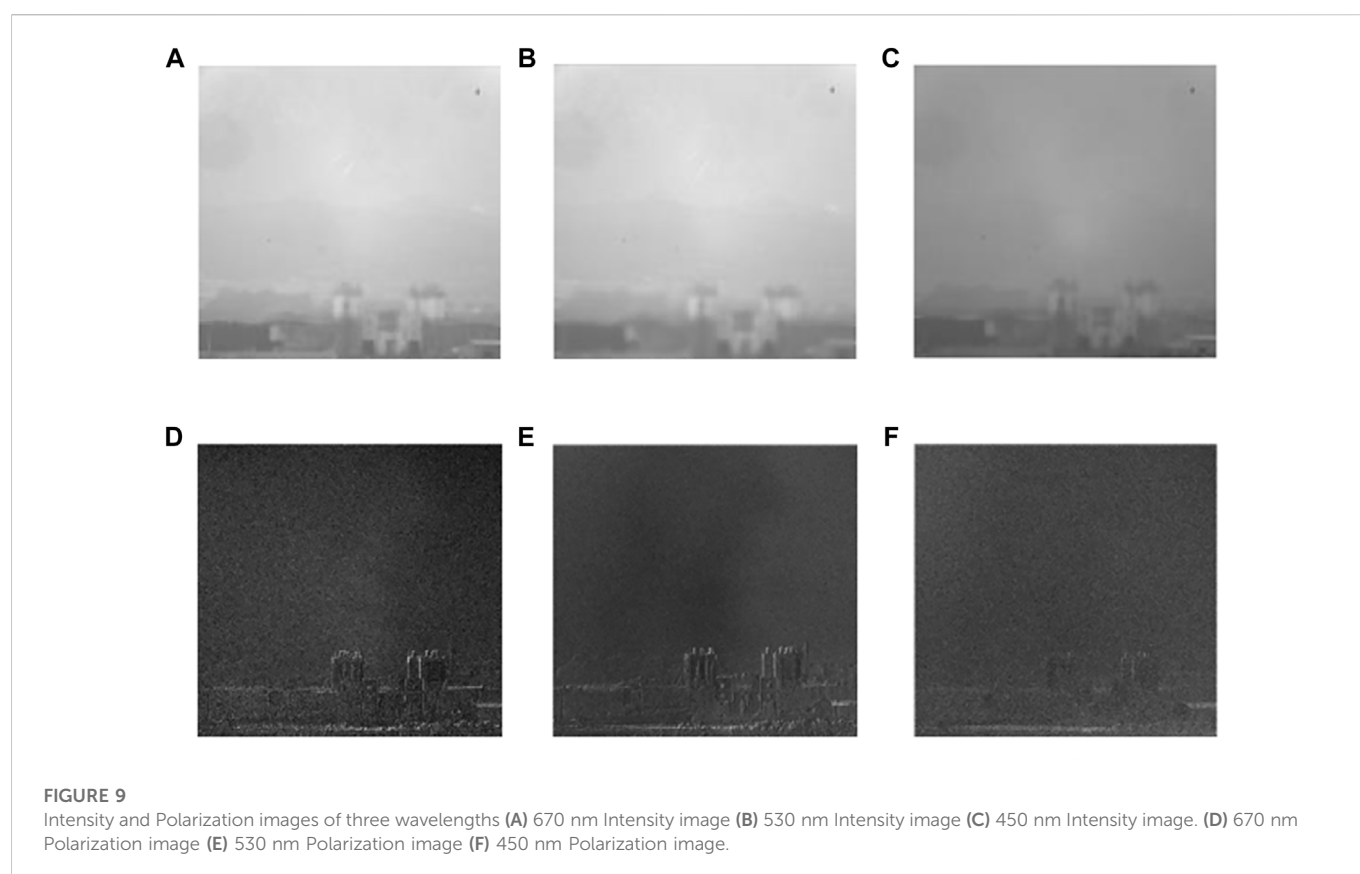 A
B
C
D
E
F
FIGURE 9
Intensity and Polarization images of three wavelengths (A) 670 nm Intensity image (B) 530 nm Intensity image (C) 450 nm Intensity image. (D) 670 nm
Polarization image (E) 530 nm Polarization image (F) 450 nm Polarization image.